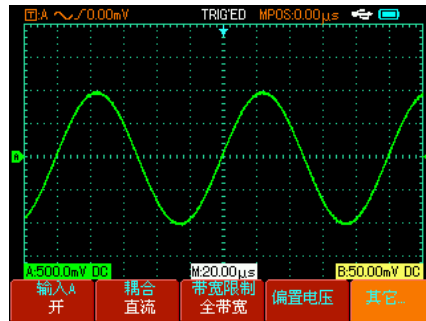 T:A 0.00mV TRIG'ED MPOS:0.00μs
A
A:500.0mV DC M:20.00μs B:50.00mV DC
输入A 耦合 带宽限制 偏置电压 其它...
开 直流 全带宽